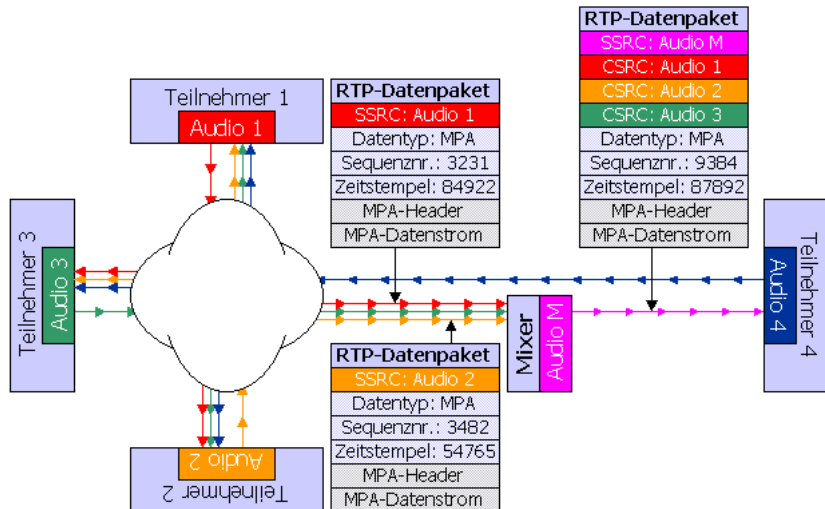 RTP-Datenpaket
SSRC: Audio M
CSRC: Audio 1
CSRC: Audio 2
CSRC: Audio 3
Datentyp: MPA
Sequenznr.: 9384
Zeitstempel: 87892
MPA-Header
MPA-Datenstrom
Teilnehmer 1
Audio 1
RTP-Datenpaket
SSRC: Audio 1
Datentyp: MPA
Sequenznr.: 3231
Zeitstempel: 84922
MPA-Header
MPA-Datenstrom
Teilnehmer 3
Audio 3
Mixer
Audio M
Audio 4
Teilnehmer 4
RTP-Datenpaket
SSRC: Audio 2
Datentyp: MPA
Sequenznr.: 3482
Zeitstempel: 54765
MPA-Header
MPA-Datenstrom
Audio 2
Teilnehmer 2